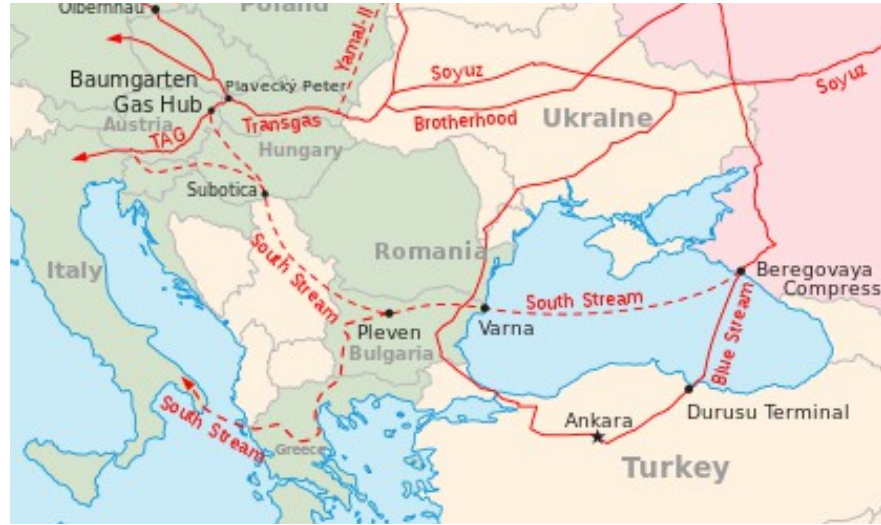 Olbernhau
Poland
Yamal-II
Soyuz
Soyuz
Baumgarten
Gas Hub
Plavecký Peter
Austria
Transgas
Brotherhood
Ukraine
TAG
Hungary
Subotica
Romania
Italy
South Stream
South Stream
Beregovaya
Compress
Pleven
Varna
Bulgaria
Blue Stream
South Stream
Ankara
Durusu Terminal
Greece
Turkey